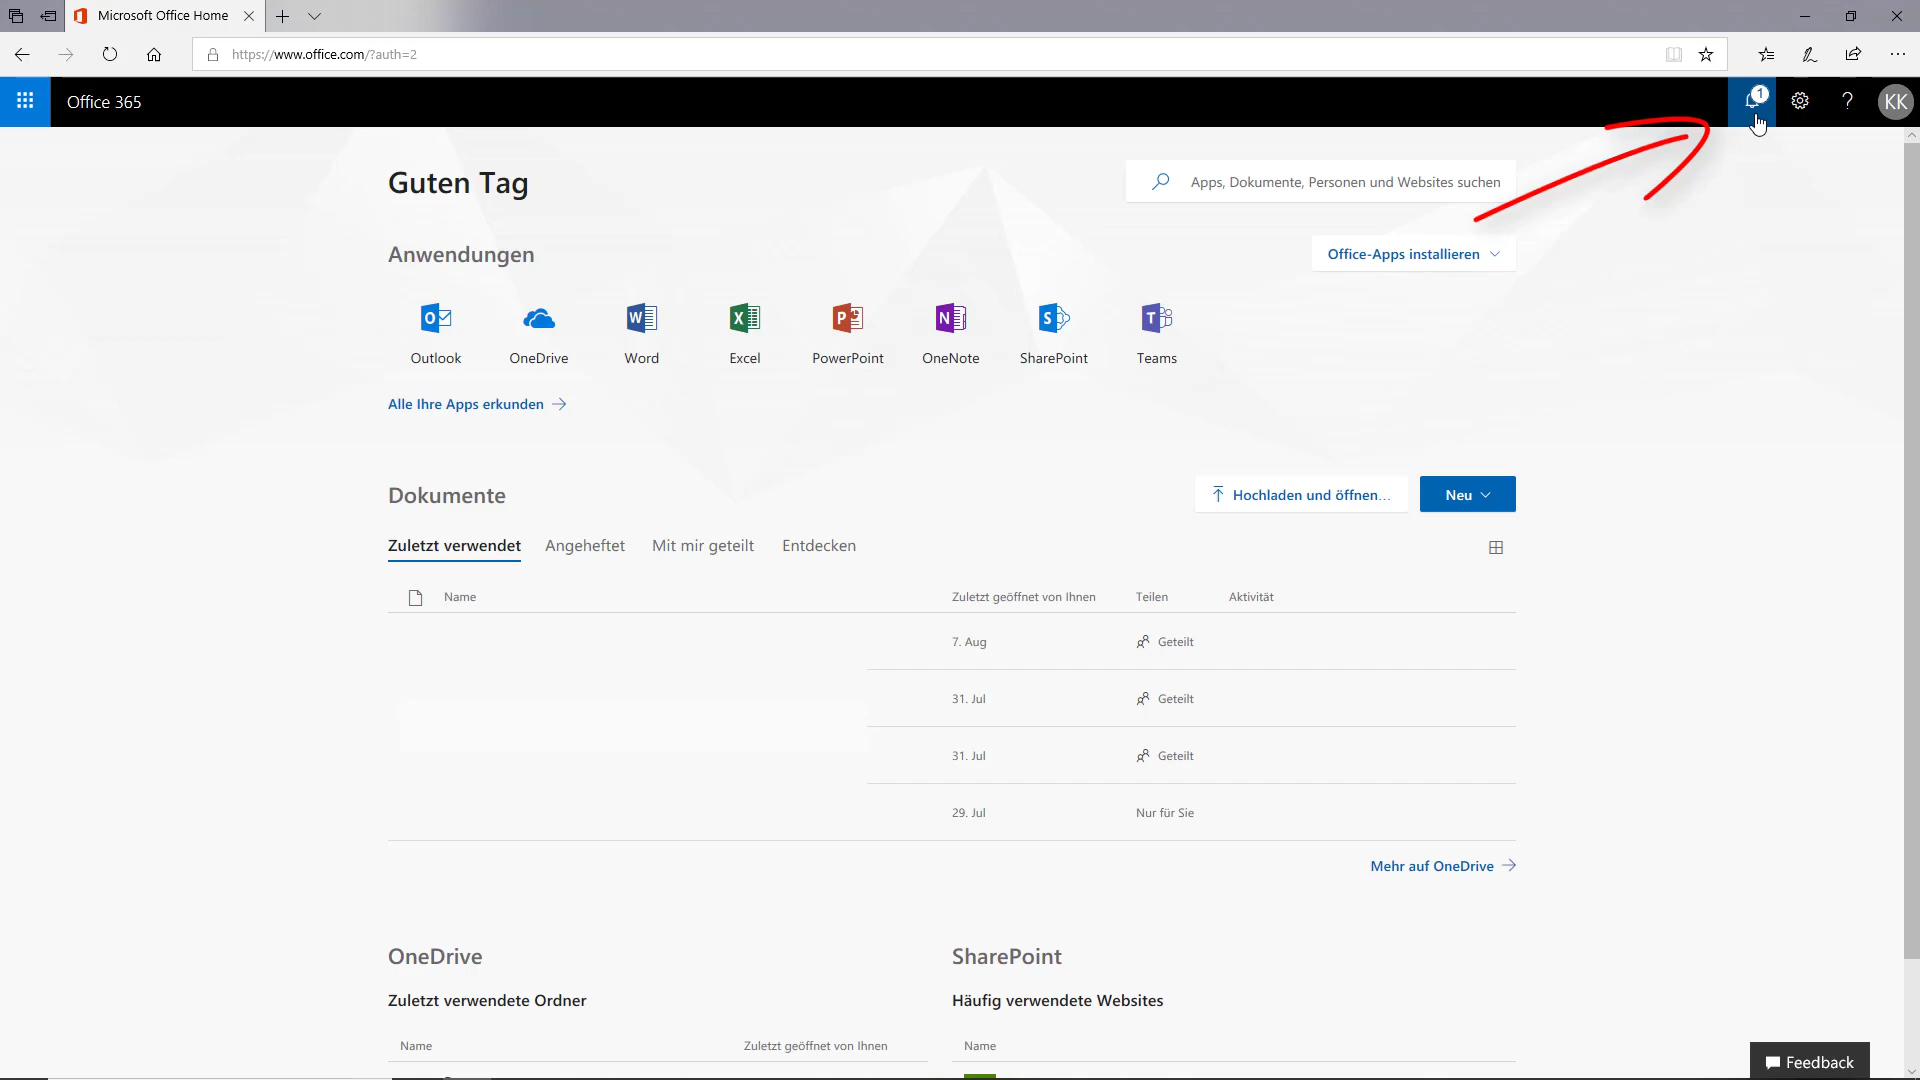 Microsoft Office Home
https://www.office.com/?auth=2
Office 365
1
?
KK
Guten Tag
Apps, Dokumente, Personen und Websites suchen
Anwendungen
Office-Apps installieren
Outlook
OneDrive
Word
Excel
PowerPoint
OneNote
SharePoint
Teams
Alle Ihre Apps erkunden
Dokumente
Hochladen und öffnen...
Neu
Zuletzt verwendet
Angeheftet
Mit mir geteilt
Entdecken
Name
Zuletzt geöffnet von Ihnen
Teilen
Aktivität
7. Aug
Geteilt
31. Jul
Geteilt
31. Jul
Geteilt
29. Jul
Nur für Sie
Mehr auf OneDrive
OneDrive
SharePoint
Zuletzt verwendete Ordner
Häufig verwendete Websites
Name
Zuletzt geöffnet von Ihnen
Name
Feedback